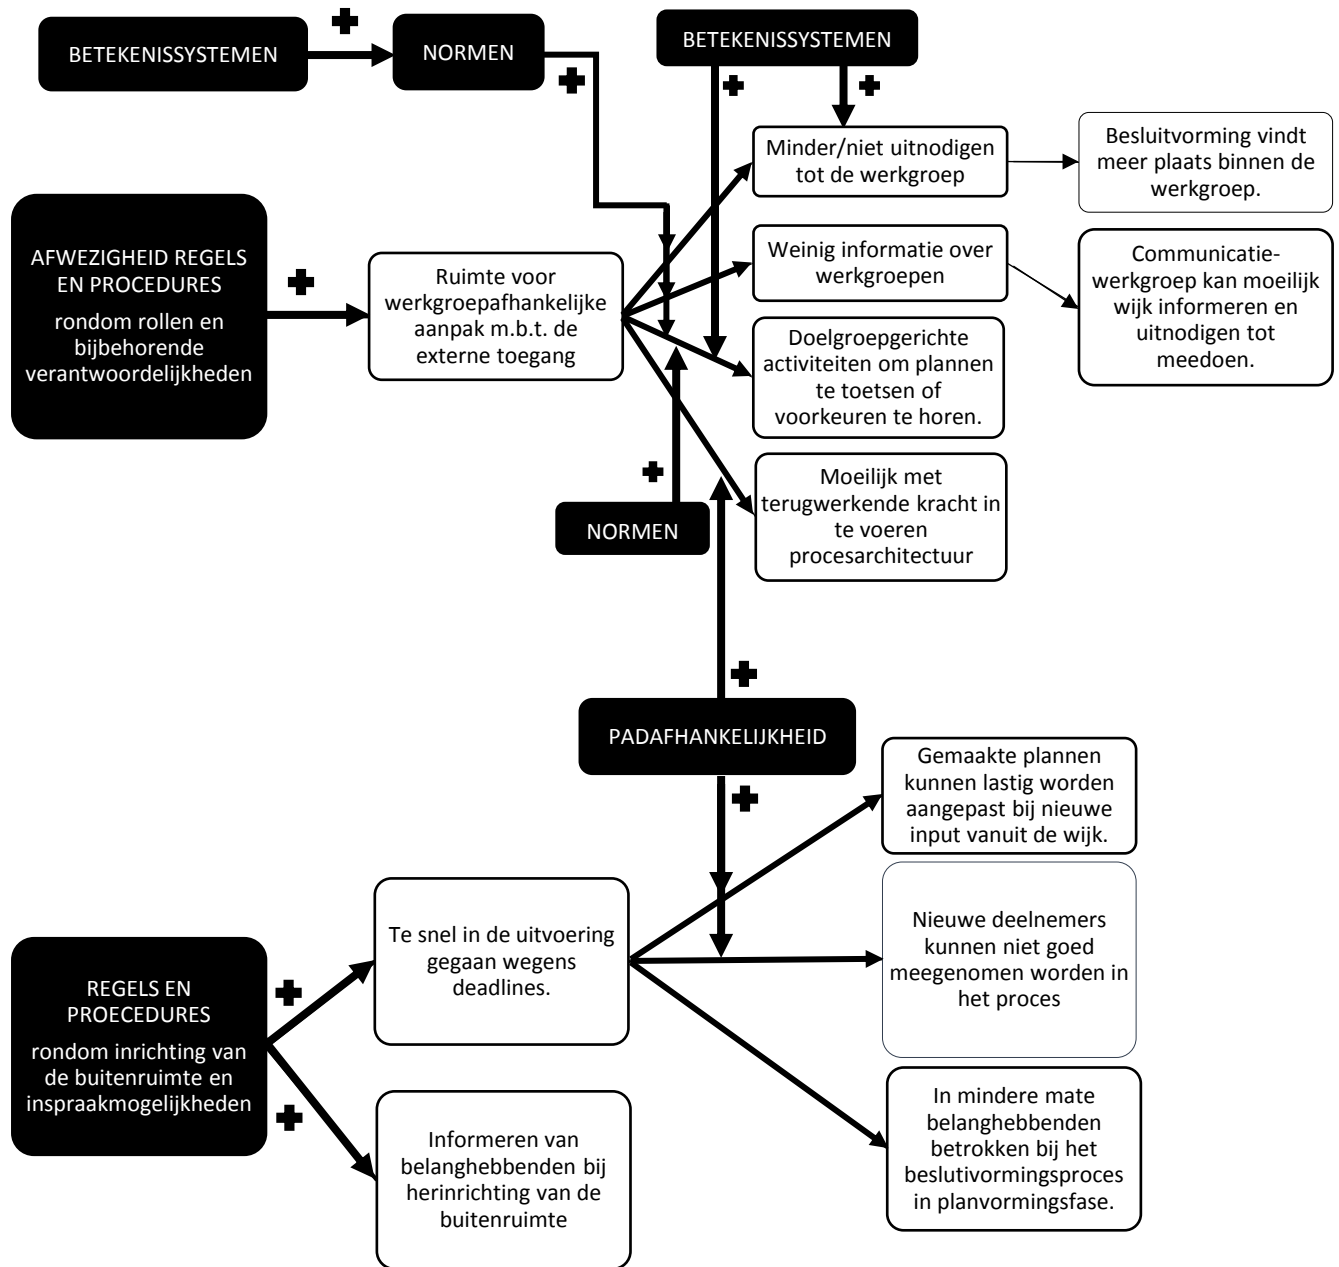 BETEKENISSYSTEMEN
NORMEN
BETEKENISSYSTEMEN
Minder/niet uitnodigen
tot de werkgroep
Besluitvorming vindt
meer plaats binnen de
werkgroep.
AFWEZIGHEID REGELS
EN PROCEDURES
rondom rollen en
bijbehorende
verantwoordelijkheden
Ruimte voor
werkgroepafhankelijke
aanpak m.b.t. de
externe toegang
Weinig informatie over
werkgroepen
Communicatie-
werkgroep kan moeilijk
wijk informeren en
uitnodigen tot
meedoen.
Doelgroepgerichte
activiteiten om plannen
te toetsen of
voorkeuren te horen.
NORMEN
Moeilijk met
terugwerkende kracht in
te voeren
procesarchitectuur
PADAFHANKELIJKHEID
Gemaakte plannen
kunnen lastig worden
aangepast bij nieuwe
input vanuit de wijk.
Te snel in de uitvoering
gegaan wegens
deadlines.
Nieuwe deelnemers
kunnen niet goed
meegenomen worden in
het proces
REGELS EN
PROECEDURES
rondom inrichting van
de buitenruimte en
inspraakmogelijkheden
Informeren van
belanghebbenden bij
herinrichting van de
buitenruimte
In mindere mate
belanghebbenden
betrokken bij het
beslutivormingsproces
in planvormingsfase.